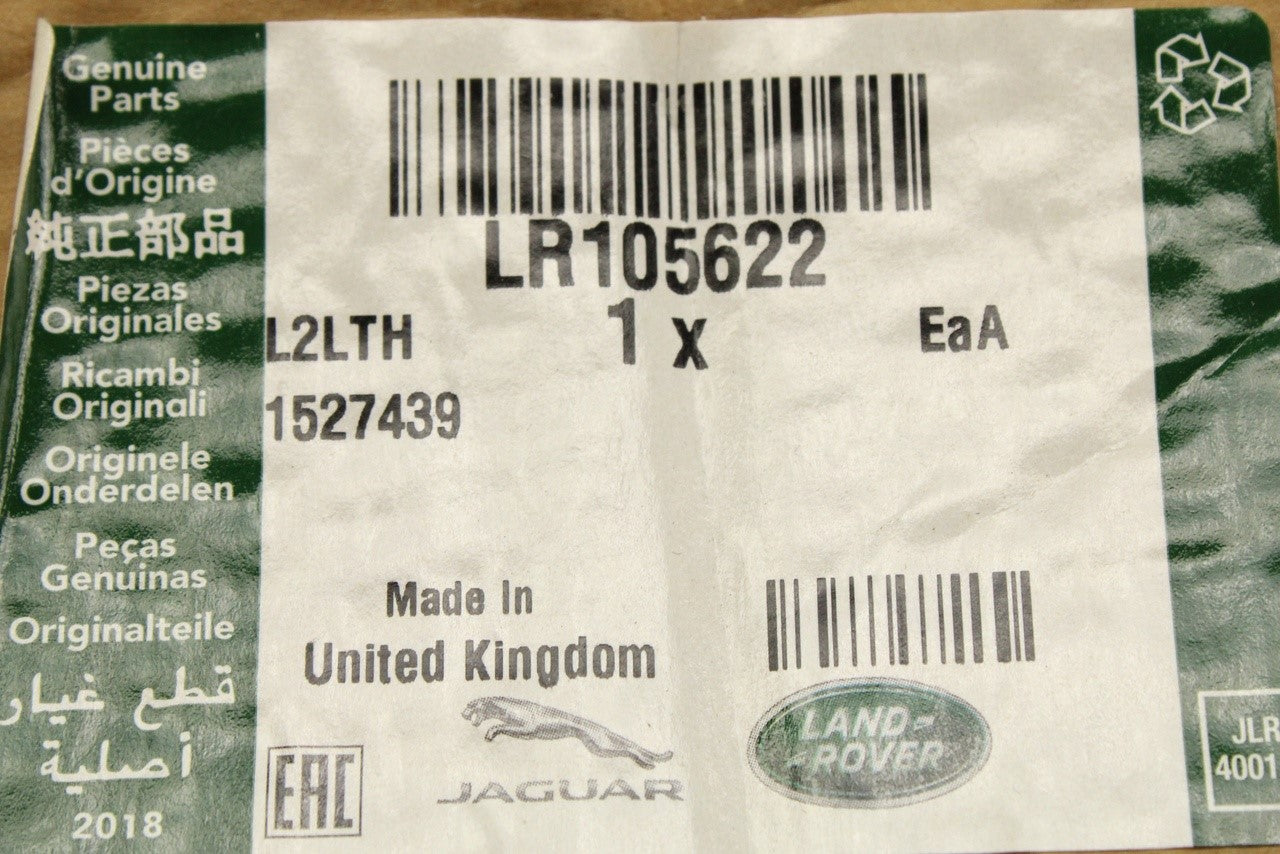 Genuine
Parts
Pièces
d'Origine
純正部品
Piezas
Originales
Ricambi
Originali
Originele
Onderdelen
Peças
Genuinas
Originalteile
قطع غيار
أصلية
2018
LR105622
L2LTH 1 x EaA
1527439
Made In
United Kingdom
EAC
JAGUAR
LAND-
-ROVER
JLR
4001